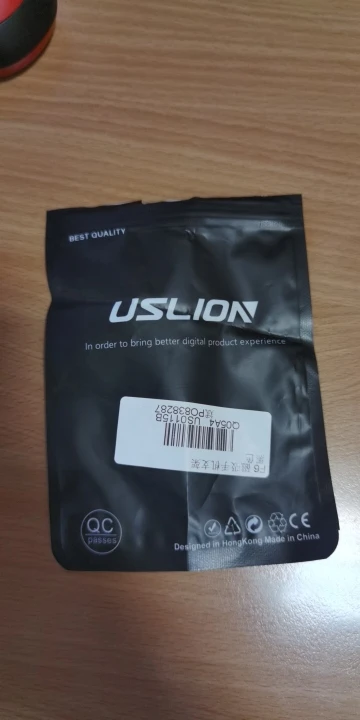 BEST QUALITY
USLION
In order to bring better digital product experience
P6
Q05A4 US0115B
PO838287
QC
passes
CE
Designed in HongKong Made in China